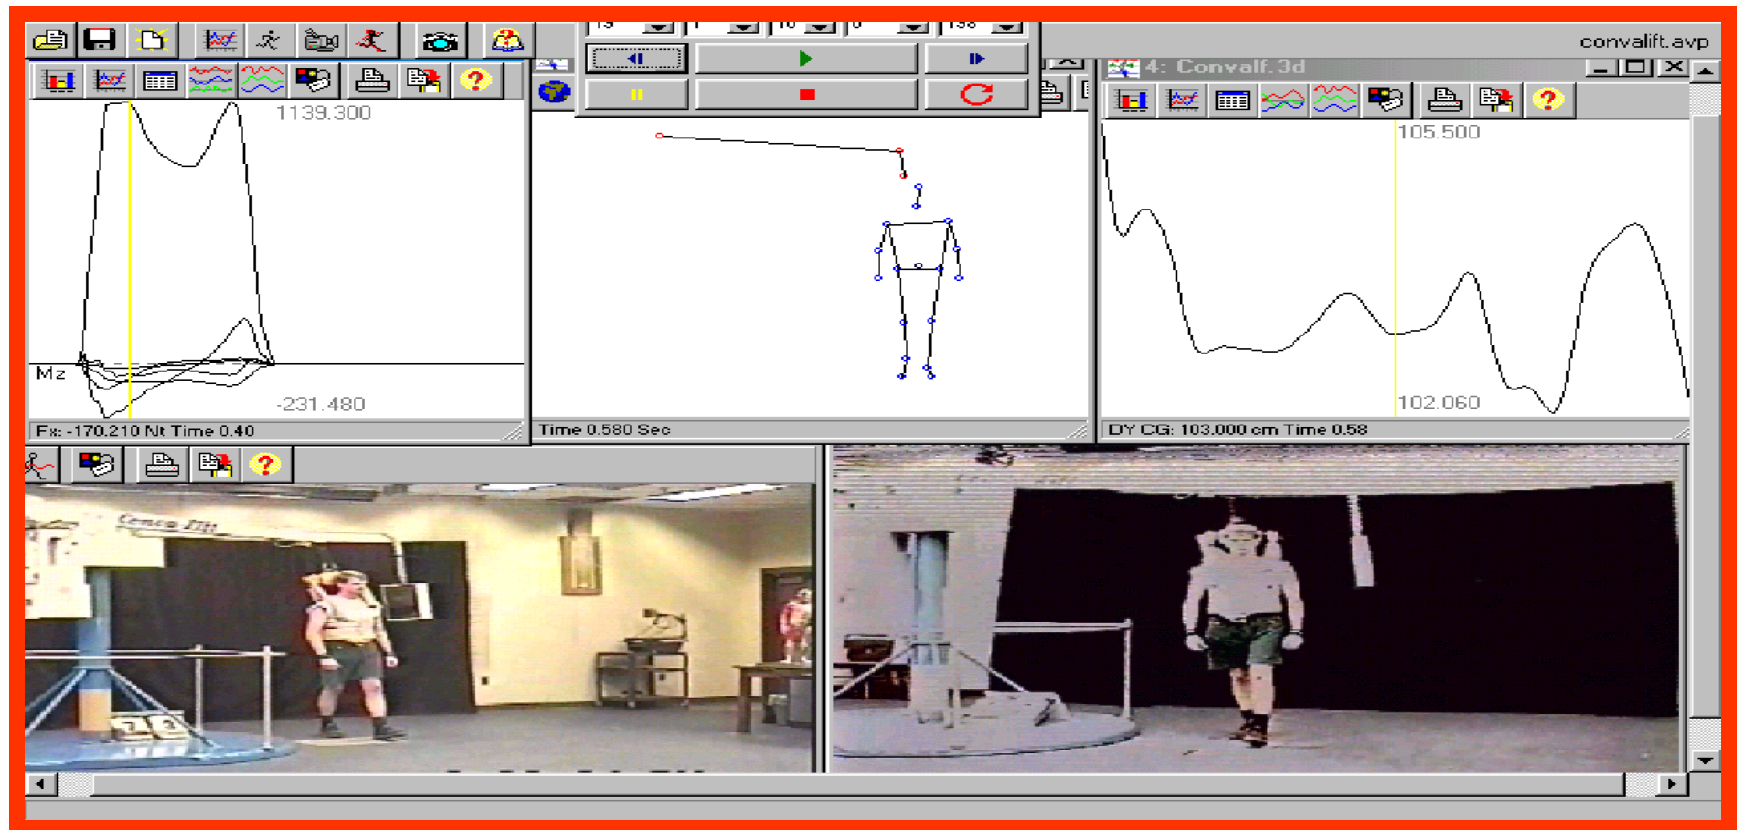 convalift.avp
4: Convalf.3d
1139.300
Mz
-231.480
Fx: -170.210 Nt Time 0.40
Time 0.580 Sec
105.500
102.060
DY CG: 103.000 cm Time 0.58